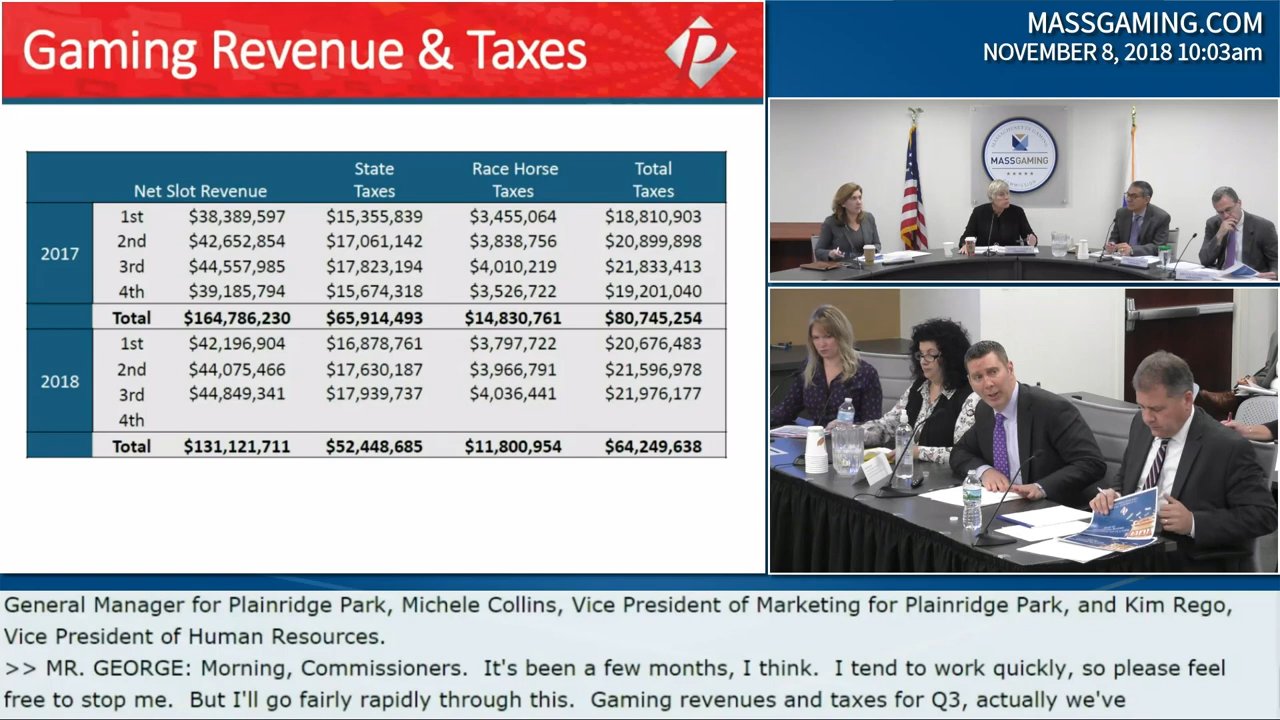 Gaming Revenue & Taxes
MASSGAMING.COM
NOVEMBER 8, 2018 10:03am
Net Slot Revenue State Taxes Race Horse Taxes Total Taxes
2017
1st $38,389,597 $15,355,839 $3,455,064 $18,810,903
2nd $42,652,854 $17,061,142 $3,838,756 $20,899,898
3rd $44,557,985 $17,823,194 $4,010,219 $21,833,413
4th $39,185,794 $15,674,318 $3,526,722 $19,201,040
Total $164,786,230 $65,914,493 $14,830,761 $80,745,254
2018
1st $42,196,904 $16,878,761 $3,797,722 $20,676,483
2nd $44,075,466 $17,630,187 $3,966,791 $21,596,978
3rd $44,849,341 $17,939,737 $4,036,441 $21,976,177
4th
Total $131,121,711 $52,448,685 $11,800,954 $64,249,638
MASSGAMING
General Manager for Plainridge Park, Michele Collins, Vice President of Marketing for Plainridge Park, and Kim Rego,
Vice President of Human Resources.
>> MR. GEORGE: Morning, Commissioners. It's been a few months, I think. I tend to work quickly, so please feel
free to stop me. But I'll go fairly rapidly through this. Gaming revenues and taxes for Q3, actually we've